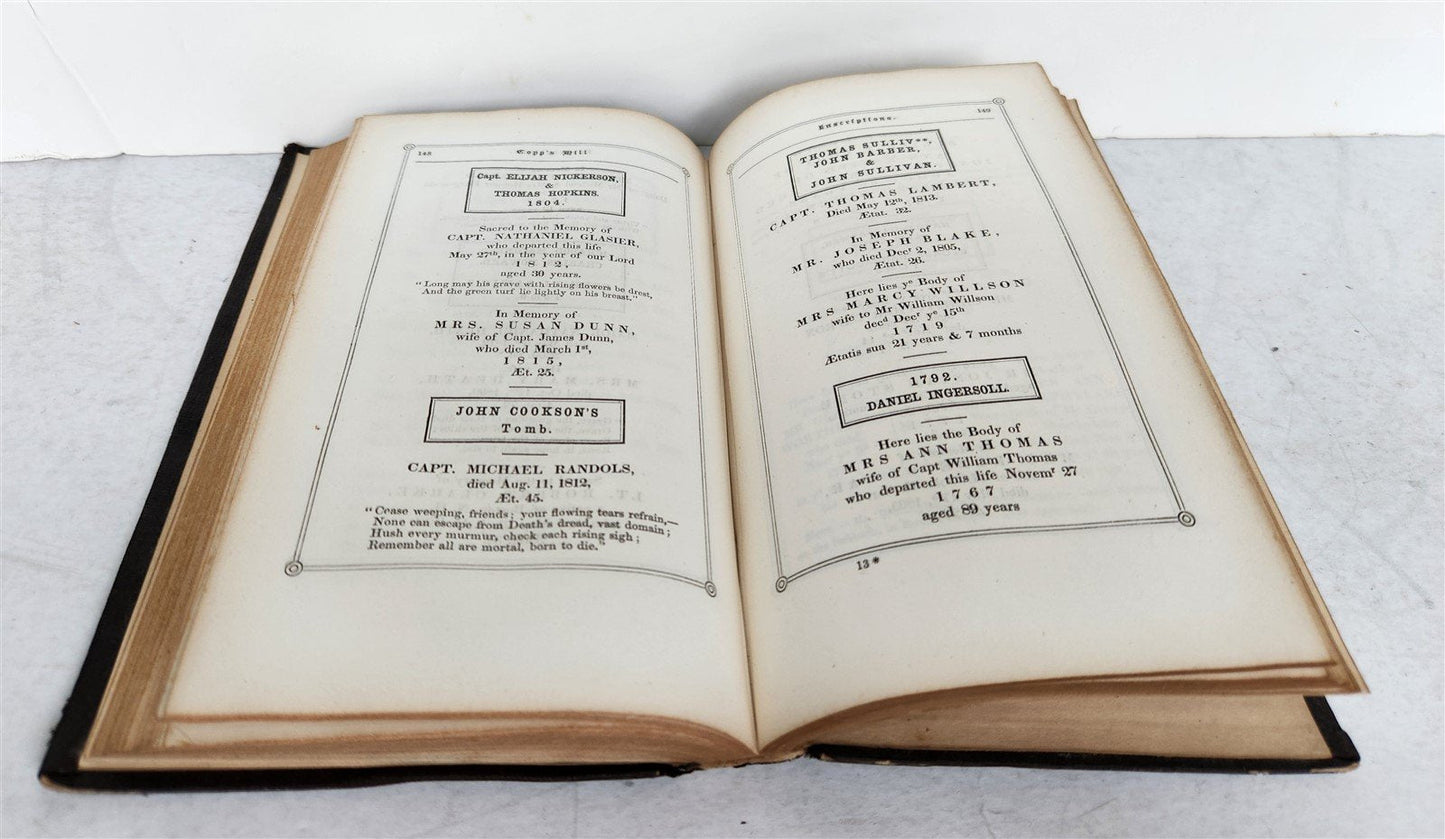 148
Copp's Hill
Capt. ELIJAH NICKERSON,
&
THOMAS HOPKINS.
1804.
Sacred to the Memory of
CAPT. NATHANIEL GLASIER,
who departed this life
May 27th, in the year of our Lord
1812,
aged 30 years.
"Long may his grave with rising flowers be drest,
And the green turf lie lightly on his breast."
In Memory of
MRS. SUSAN DUNN,
wife of Capt. James Dunn,
who died March 1st,
1815,
Æt. 25.
JOHN COOKSON'S
Tomb.
CAPT. MICHAEL RANDOLS,
died Aug. 11, 1812,
Æt. 45.
"Cease weeping, friends; your flowing tears refrain,—
None can escape from Death's dread, vast domain;
Hush every murmur, check each rising sigh;
Remember all are mortal, born to die."
Inscriptions.
149
THOMAS SULLIV**,
JOHN BARBER,
&
JOHN SULLIVAN.
CAPT. THOMAS LAMBERT,
Died May 12th, 1813.
Ætat. 32.
In Memory of
MR. JOSEPH BLAKE,
who died Decr 2, 1805,
Ætat. 26.
Here lies ye Body of
MRS MARCY WILLSON
wife to Mr William Willson
decd Decr ye 15th
1719
Ætatis sua 21 years & 7 months
1792.
DANIEL INGERSOLL.
Here lies the Body of
MRS ANN THOMAS
wife of Capt William Thomas
who departed this life Novemr 27
1767
aged 89 years
13*